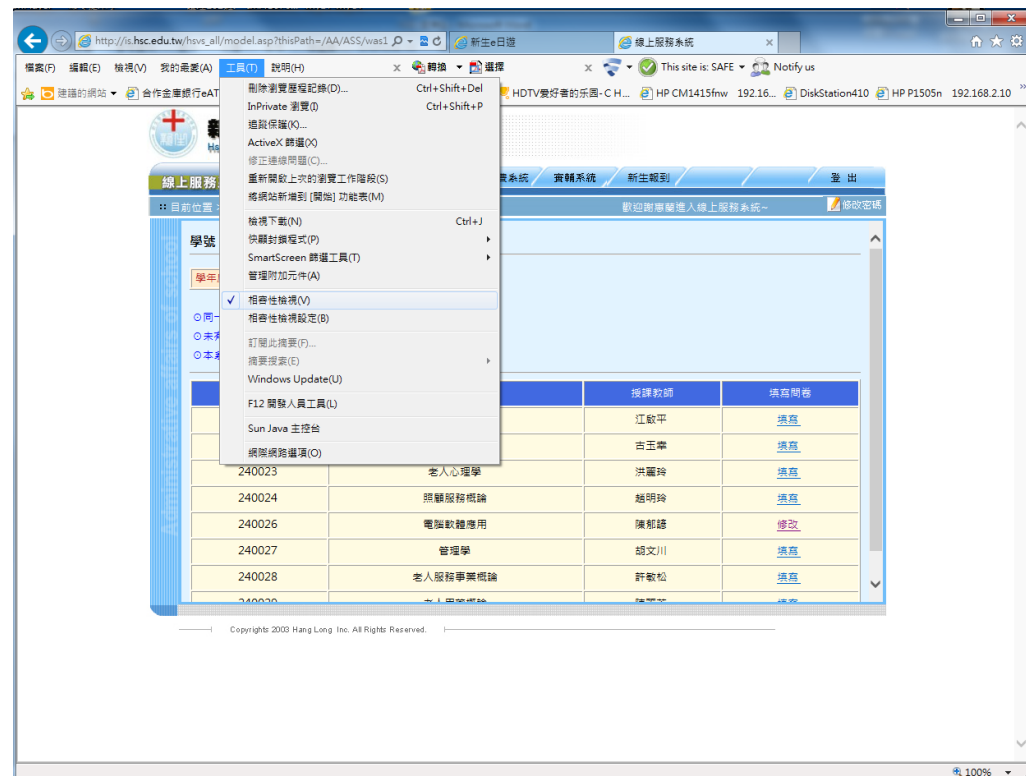 http://is.hsc.edu.tw/hsvs_all/model.asp?thisPath=/AA/ASS/was1
新生e日遊
線上服務系統
檔案(F) 編輯(E) 檢視(V) 我的最愛(A) 工具(T) 說明(H)
x 轉換 選擇
x This site is: SAFE Notify us
建議的網站 合作金庫銀行eAT
HDTV爱好者的乐园- C H... HP CM1415fnw 192.16... DiskStation410 HP P1505n 192.168.2.10
刪除瀏覽歷程記錄(D)... Ctrl+Shift+Del
InPrivate 瀏覽(I) Ctrl+Shift+P
追蹤保護(K)...
ActiveX 篩選(X)
修正連線問題(C)...
重新開啟上次的瀏覽工作階段(S)
將網站新增到 [開始] 功能表(M)
檢視下載(N) Ctrl+J
快顯封鎖程式(P)
SmartScreen 篩選工具(T)
管理附加元件(A)
相容性檢視(V)
相容性檢視設定(B)
訂閱此摘要(F)...
摘要搜索(E)
Windows Update(U)
F12 開發人員工具(L)
Sun Java 主控台
網際網路選項(O)
線上服務
實輔系統 新生報到 登 出
目前位置:
歡迎謝惠蘭進入線上服務系統~ 修改密碼
學號
學年
⊙同一
⊙未
⊙本
Administrative affairs of school
授課教師 填寫問卷
江啟平 填寫
古玉幸 填寫
240023 老人心理學 洪麗玲 填寫
240024 照顧服務概論 趙明玲 填寫
240026 電腦軟體應用 陳郁諺 修改
240027 管理學 胡文川 填寫
240028 老人服務事業概論 許敏松 填寫
Copyrights 2003 Hang Long Inc. All Rights Reserved.
100%